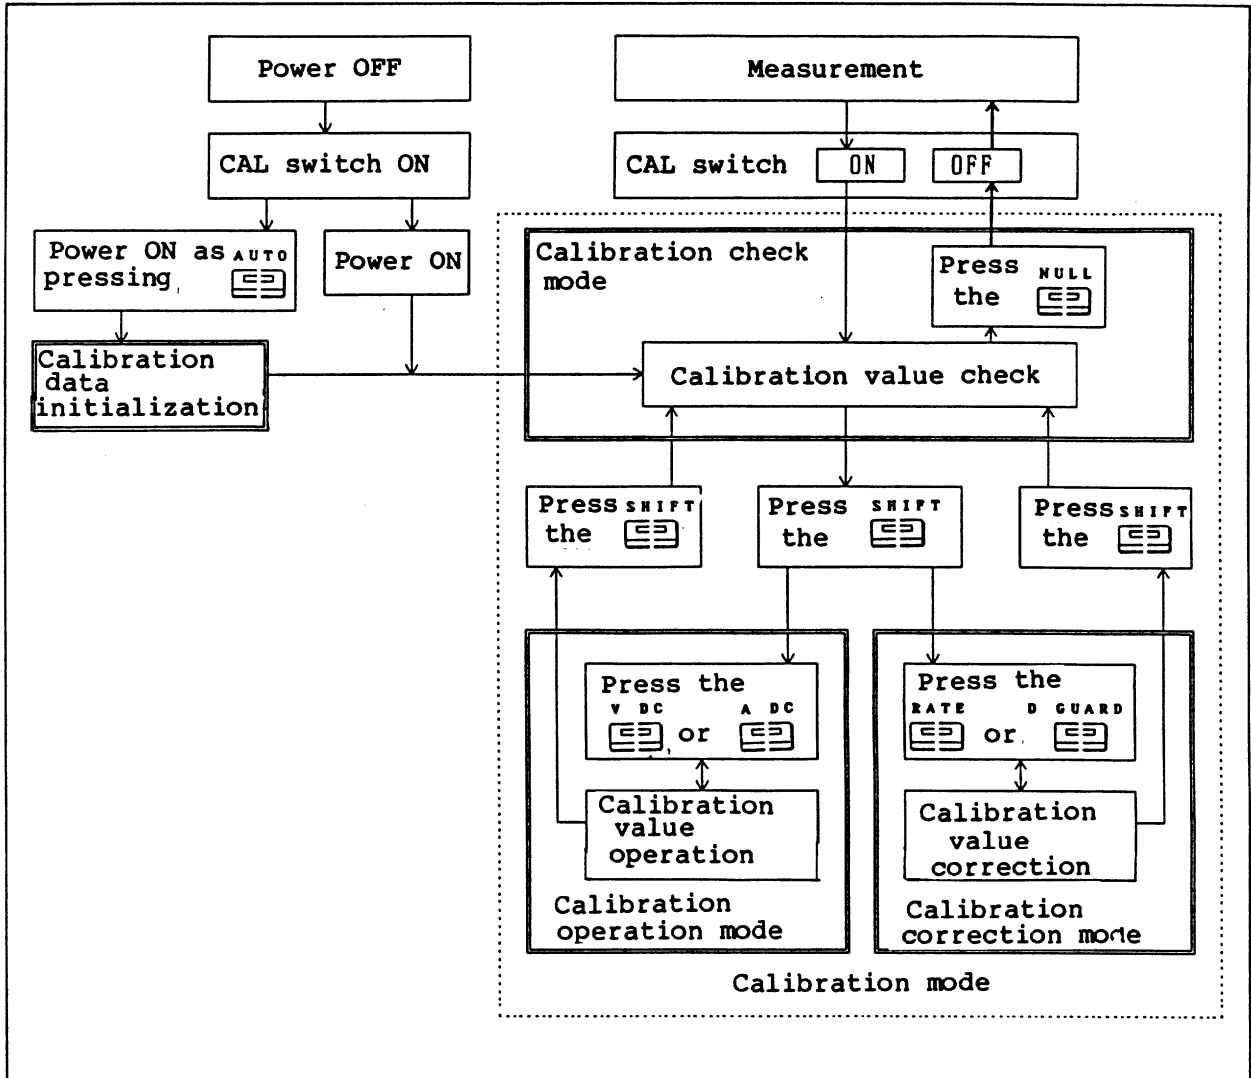 Power OFF
CAL switch ON
Power ON as AUTO
pressing
Power ON
Calibration
data
initialization
Measurement
CAL switch ON OFF
Calibration check
mode
Press NULL
the
Calibration value check
Press SHIFT
the
Press SHIFT
the
Press SHIFT
the
Press the
V DC A DC
or
Calibration
value
operation
Calibration
operation mode
Press the
RATE D GUARD
or
Calibration
value
correction
Calibration
correction mode
Calibration mode